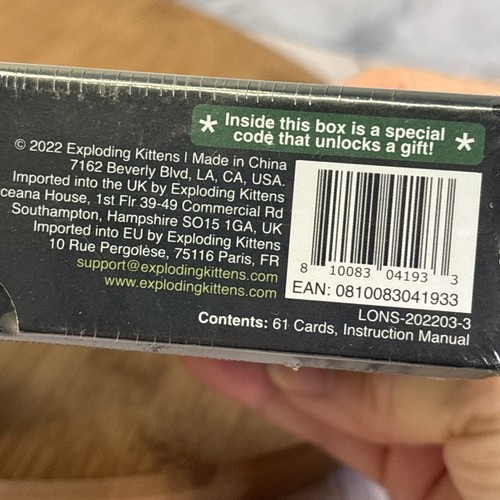 * Inside this box is a special *
code that unlocks a gift!
© 2022 Exploding Kittens | Made in China
7162 Beverly Blvd, LA, CA, USA.
Imported into the UK by Exploding Kittens
House, 1st Flr 39-49 Commercial Rd
Southampton, Hampshire SO15 1GA, UK
Imported into EU by Exploding Kittens
10 Rue Pergolèse, 75116 Paris, FR
support@explodingkittens.com
www.explodingkittens.com
8 10083 04193 3
EAN: 0810083041933
LONS-202203-3
Contents: 61 Cards, Instruction Manual